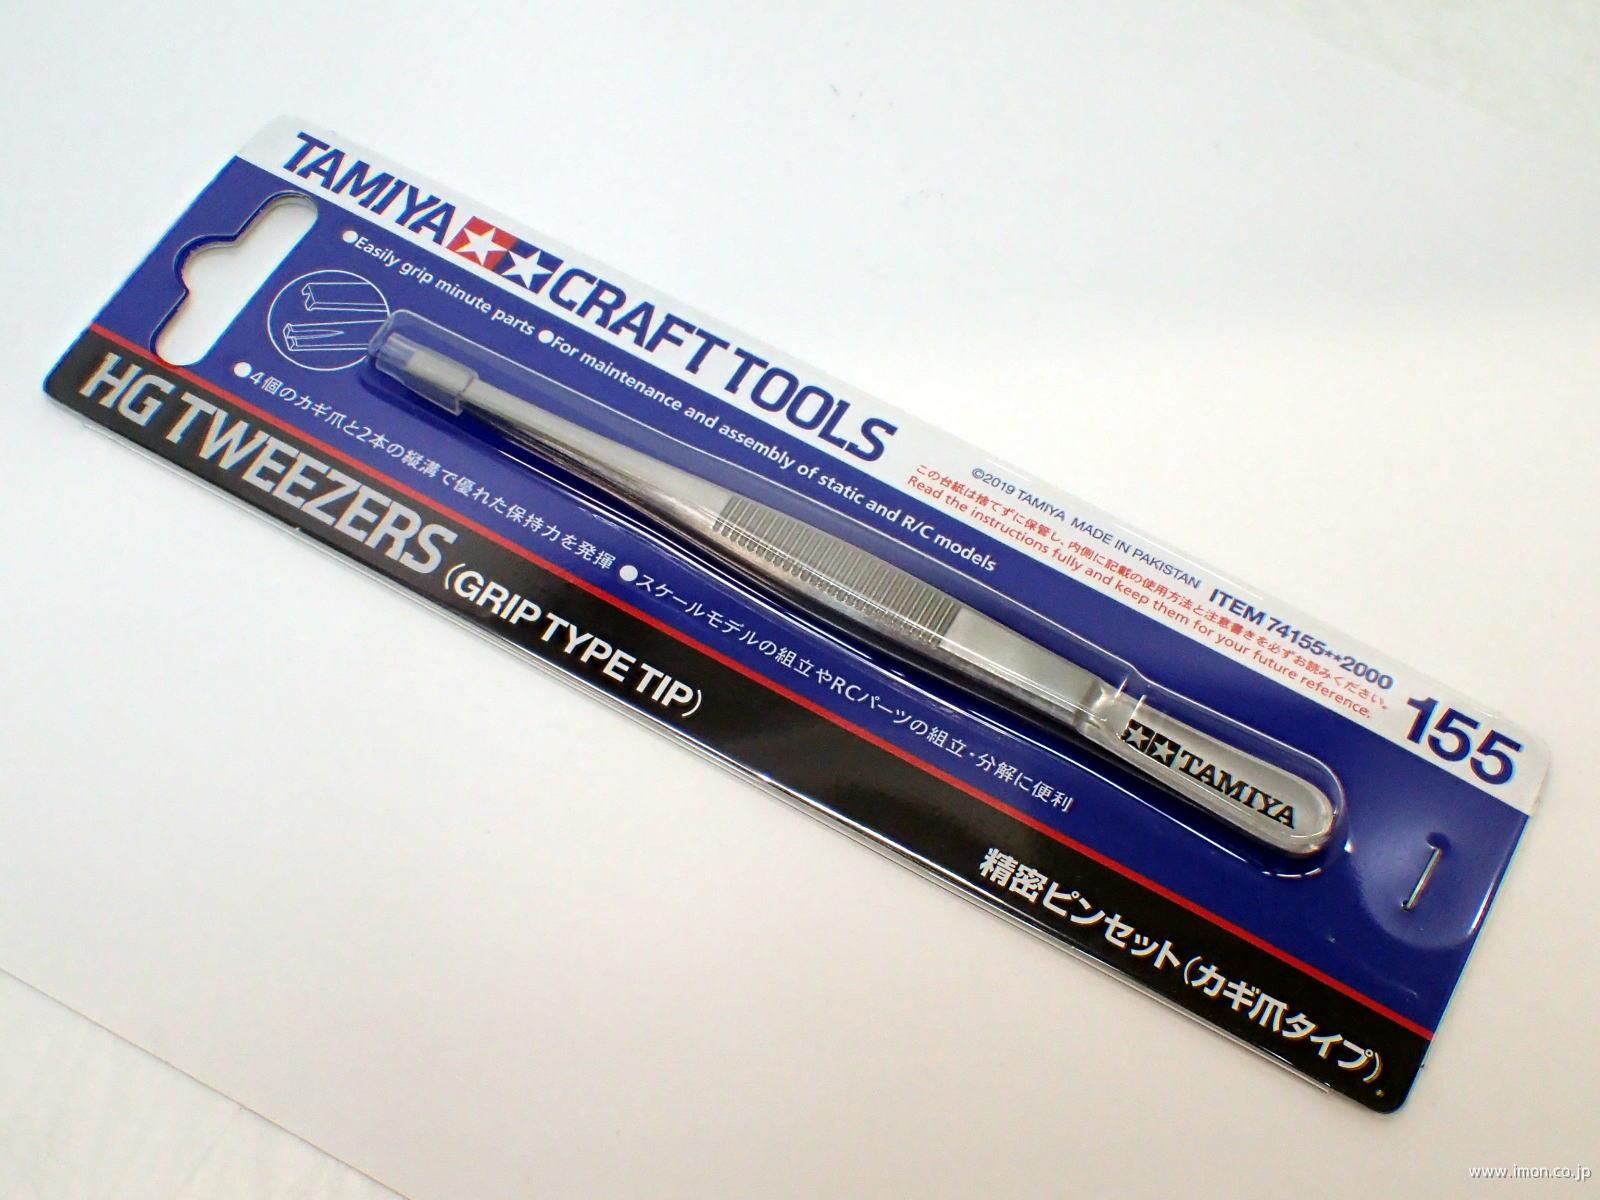 TAMIYA CRAFT TOOLS
©2019 TAMIYA MADE IN PAKISTAN ITEM 74155**2000
この台紙は捨てずに保管し、内側に記載の使用方法と注意書きを必ずお読みください。
Read the instructions fully and keep them for your future reference.
155
●Easily grip minute parts ●For maintenance and assembly of static and R/C models
TAMIYA
●4個のカギ爪と2本の縦溝で優れた保持力を発揮 ●スケールモデルの組立やRCパーツの組立・分解に便利
HG TWEEZERS (GRIP TYPE TIP)
精密ピンセット(カギ爪タイプ)
www.imon.co.jp